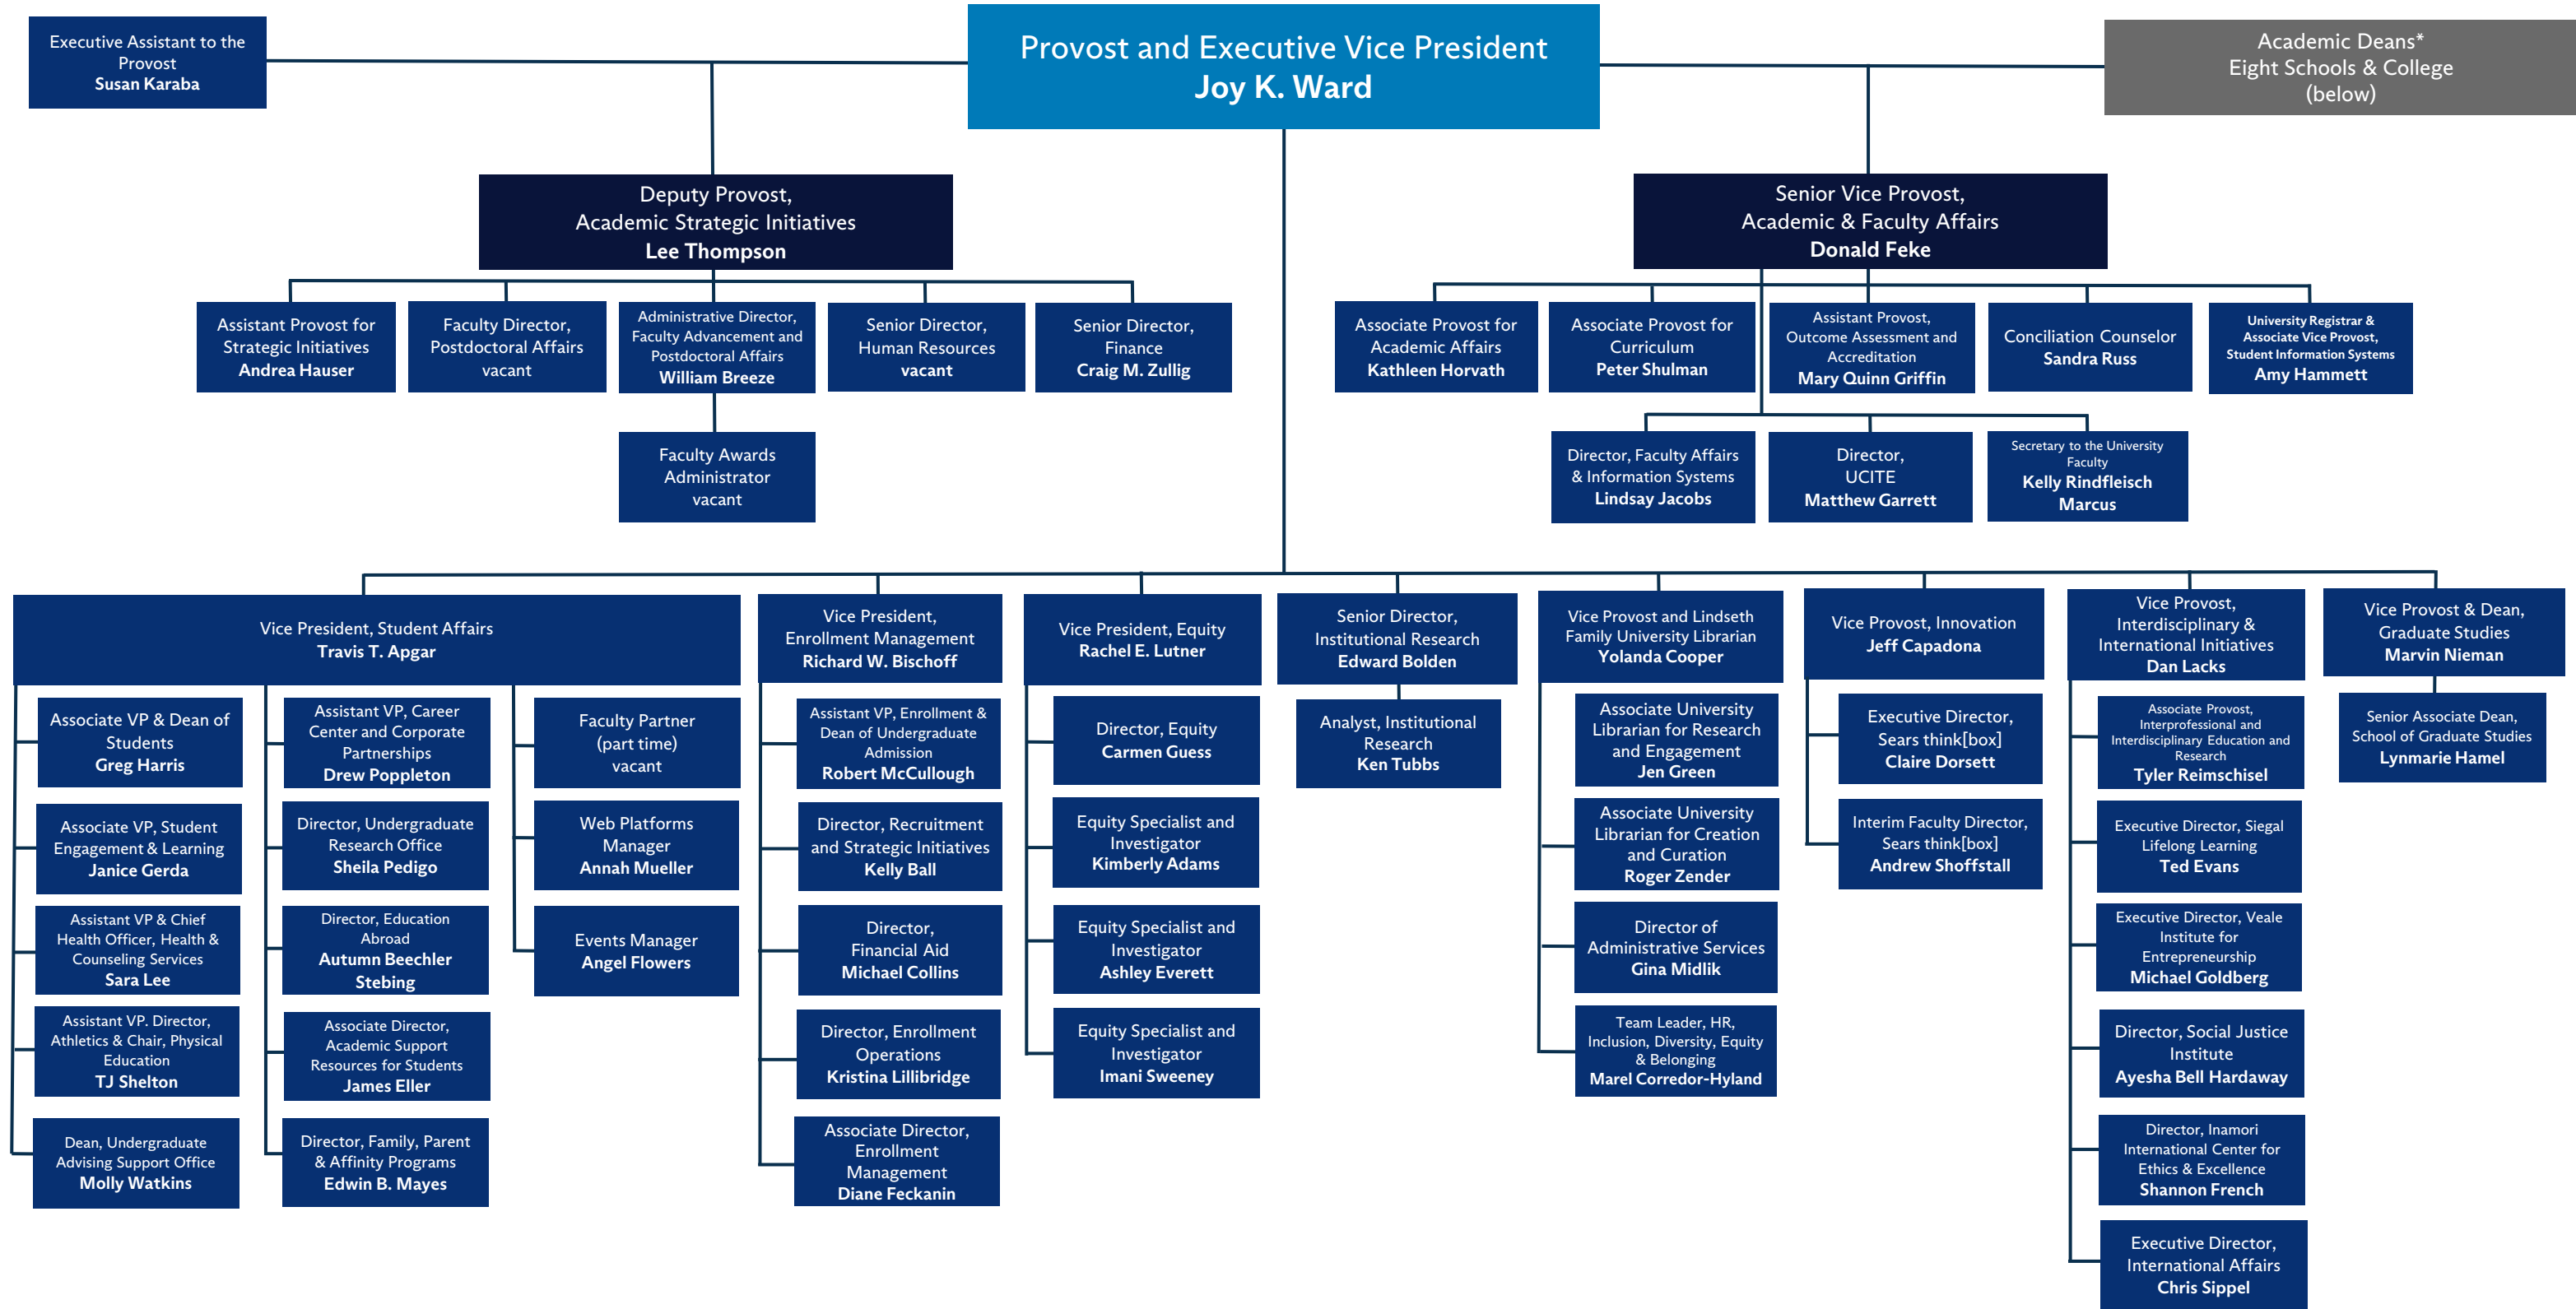 Executive Assistant to the
Provost
Susan Karaba
Provost and Executive Vice President
Joy K. Ward
Academic Deans*
Eight Schools & College
(below)
Deputy Provost,
Academic Strategic Initiatives
Lee Thompson
Senior Vice Provost,
Academic & Faculty Affairs
Donald Feke
Assistant Provost for
Strategic Initiatives
Andrea Hauser
Faculty Director,
Postdoctoral Affairs
vacant
Administrative Director,
Faculty Advancement and
Postdoctoral Affairs
William Breeze
Senior Director,
Human Resources
vacant
Senior Director,
Finance
Craig M. Zullig
Associate Provost for
Academic Affairs
Kathleen Horvath
Associate Provost for
Curriculum
Peter Shulman
Assistant Provost,
Outcome Assessment and
Accreditation
Mary Quinn Griffin
Conciliation Counselor
Sandra Russ
University Registrar &
Associate Vice Provost,
Student Information Systems
Amy Hammett
Faculty Awards
Administrator
vacant
Director, Faculty Affairs
& Information Systems
Lindsay Jacobs
Director,
UCITE
Matthew Garrett
Secretary to the University
Faculty
Kelly Rindfleisch
Marcus
Vice President, Student Affairs
Travis T. Apgar
Associate VP & Dean of
Students
Greg Harris
Associate VP, Student
Engagement & Learning
Janice Gerda
Assistant VP & Chief
Health Officer, Health &
Counseling Services
Sara Lee
Assistant VP. Director,
Athletics & Chair, Physical
Education
TJ Shelton
Dean, Undergraduate
Advising Support Office
Molly Watkins
Assistant VP, Career
Center and Corporate
Partnerships
Drew Poppleton
Director, Undergraduate
Research Office
Sheila Pedigo
Director, Education
Abroad
Autumn Beechler
Stebing
Associate Director,
Academic Support
Resources for Students
James Eller
Director, Family, Parent
& Affinity Programs
Edwin B. Mayes
Faculty Partner
(part time)
vacant
Web Platforms
Manager
Annah Mueller
Events Manager
Angel Flowers
Vice President,
Enrollment Management
Richard W. Bischoff
Assistant VP, Enrollment &
Dean of Undergraduate
Admission
Robert McCullough
Director, Recruitment
and Strategic Initiatives
Kelly Ball
Director,
Financial Aid
Michael Collins
Director, Enrollment
Operations
Kristina Lillibridge
Associate Director,
Enrollment
Management
Diane Feckanin
Vice President, Equity
Rachel E. Lutner
Director, Equity
Carmen Guess
Equity Specialist and
Investigator
Kimberly Adams
Equity Specialist and
Investigator
Ashley Everett
Equity Specialist and
Investigator
Imani Sweeney
Senior Director,
Institutional Research
Edward Bolden
Analyst, Institutional
Research
Ken Tubbs
Vice Provost and Lindseth
Family University Librarian
Yolanda Cooper
Associate University
Librarian for Research
and Engagement
Jen Green
Associate University
Librarian for Creation
and Curation
Roger Zender
Director of
Administrative Services
Gina Midlik
Team Leader, HR,
Inclusion, Diversity, Equity
& Belonging
Marel Corredor-Hyland
Vice Provost, Innovation
Jeff Capadona
Executive Director,
Sears think[box]
Claire Dorsett
Interim Faculty Director,
Sears think[box]
Andrew Shoffstall
Vice Provost,
Interdisciplinary &
International Initiatives
Dan Lacks
Associate Provost,
Interprofessional and
Interdisciplinary Education and
Research
Tyler Reimschisel
Executive Director, Siegal
Lifelong Learning
Ted Evans
Executive Director, Veale
Institute for
Entrepreneurship
Michael Goldberg
Director, Social Justice
Institute
Ayesha Bell Hardaway
Director, Inamori
International Center for
Ethics & Excellence
Shannon French
Executive Director,
International Affairs
Chris Sippel
Vice Provost & Dean,
Graduate Studies
Marvin Nieman
Senior Associate Dean,
School of Graduate Studies
Lynmarie Hamel